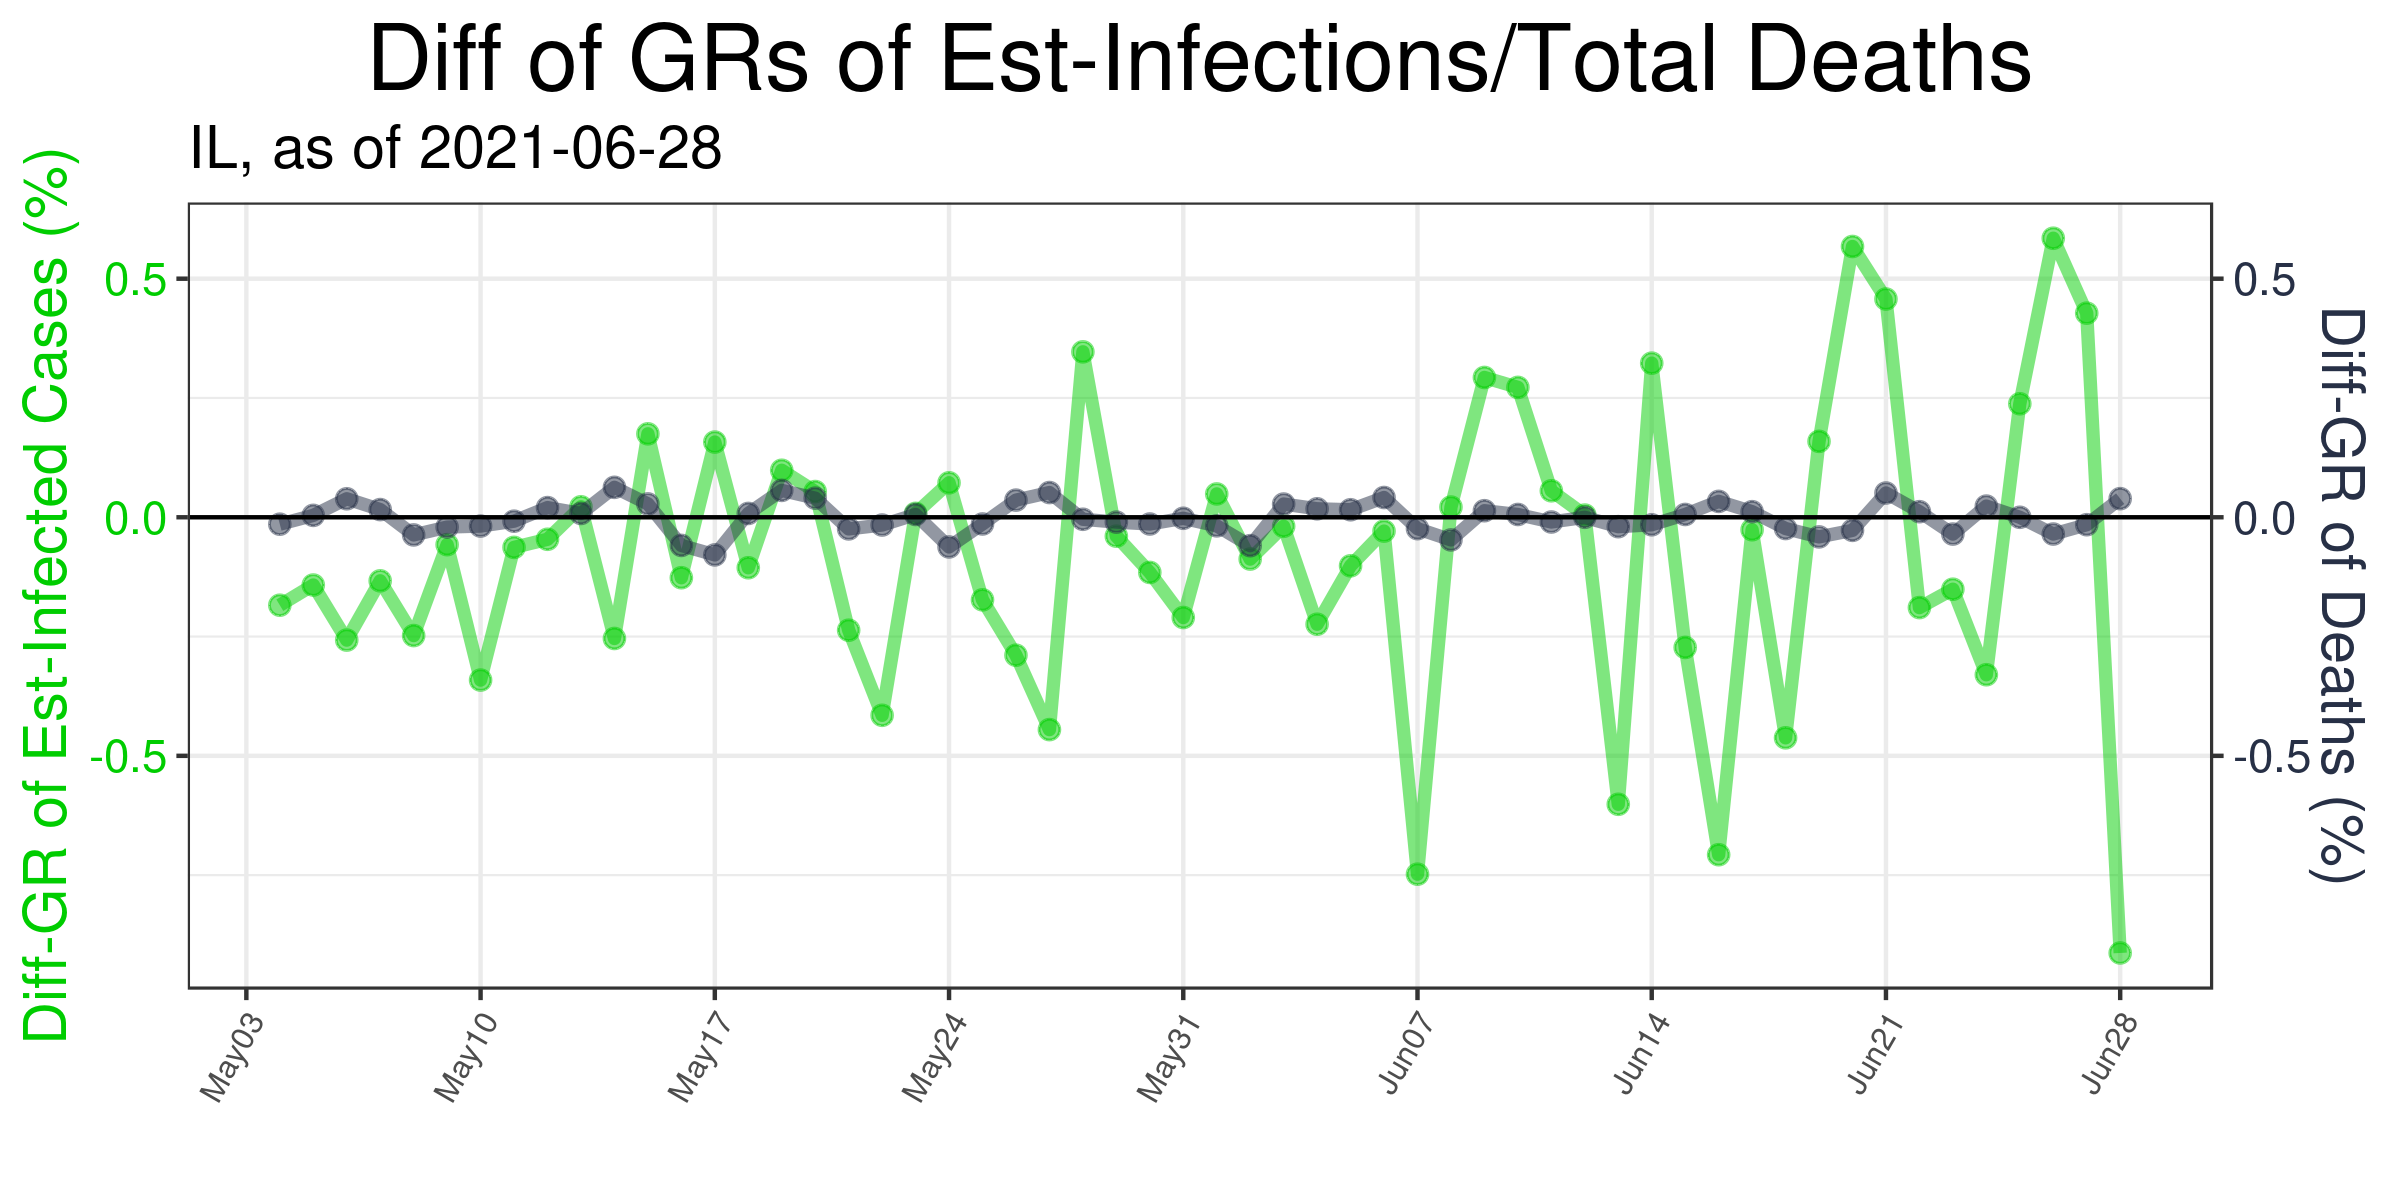 Diff of GRs of Est-Infections/Total Deaths
IL, as of 2021-06-28
Diff-GR of Est-Infected Cases (%)
0.5
0.0
-0.5
0.5
0.0
-0.5
Diff-GR of Deaths (%)
May03
May10
May17
May24
May31
Jun07
Jun14
Jun21
Jun28